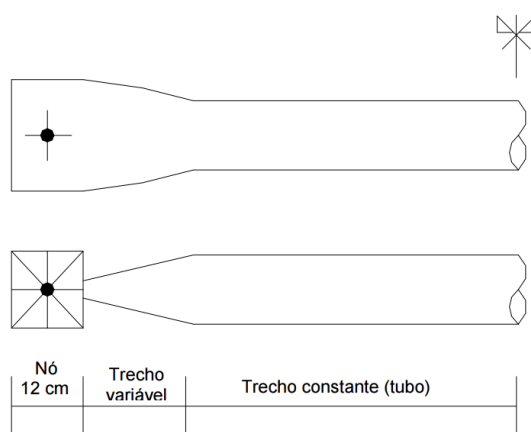 Nó
12 cm
Trecho
variável
Trecho constante (tubo)